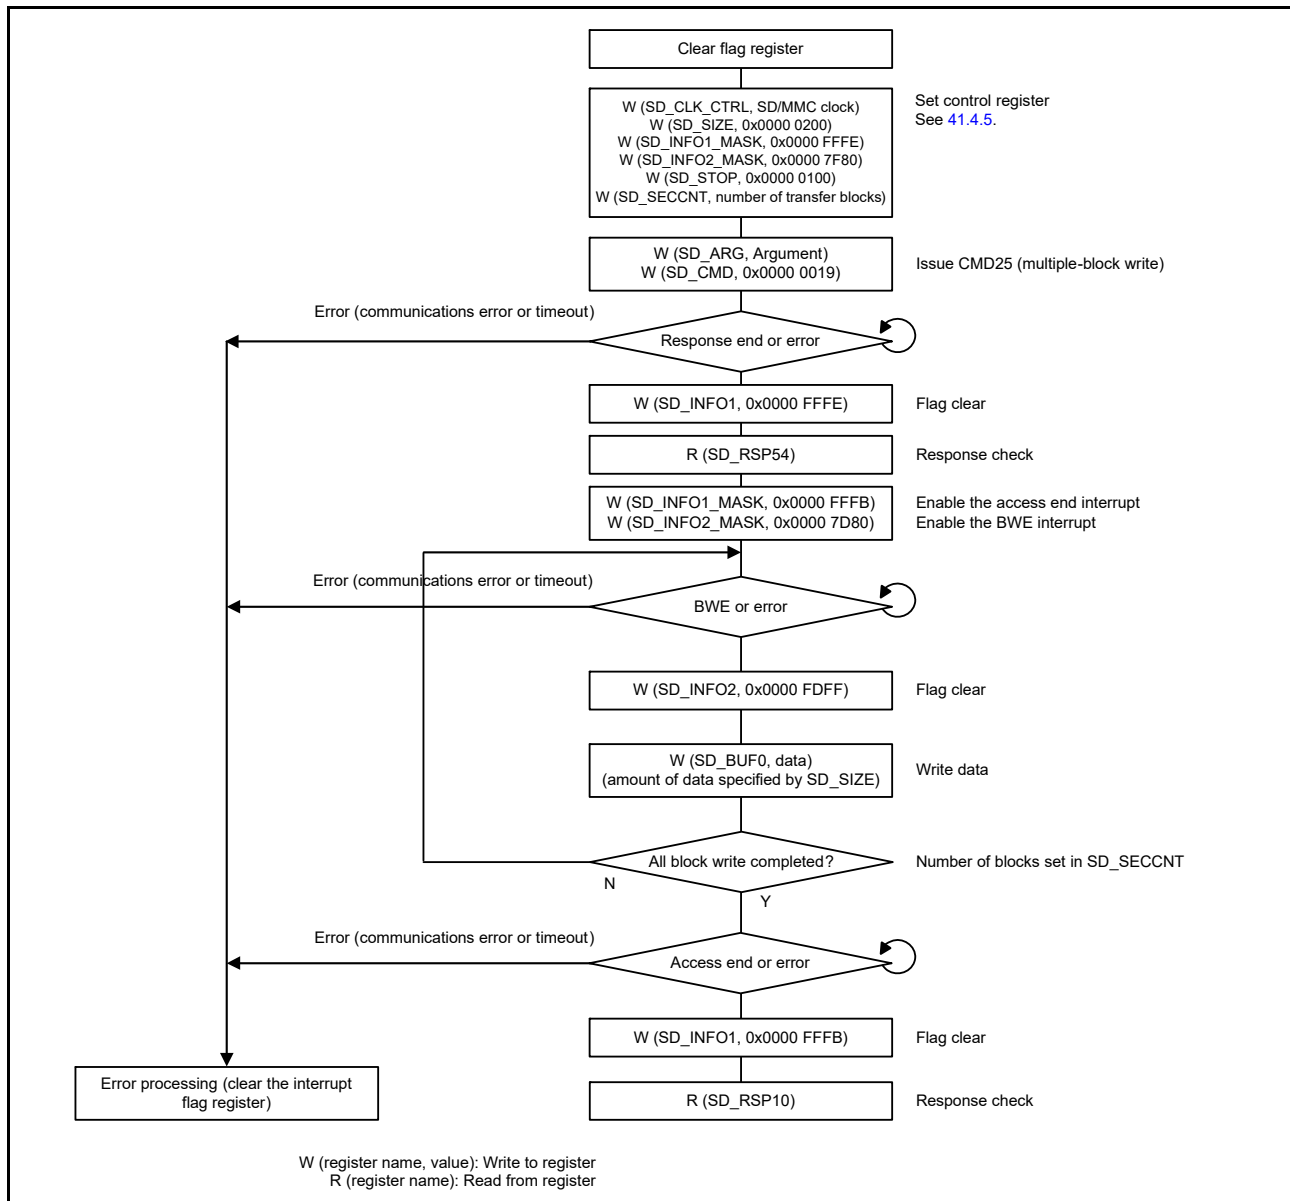 Clear flag register
W (SD_CLK_CTRL, SD/MMC clock)
W (SD_SIZE, 0x0000 0200)
W (SD_INFO1_MASK, 0x0000 FFFE)
W (SD_INFO2_MASK, 0x0000 7F80)
W (SD_STOP, 0x0000 0100)
W (SD_SECCNT, number of transfer blocks)
Set control register
See 41.4.5.
W (SD_ARG, Argument)
W (SD_CMD, 0x0000 0019)
Issue CMD25 (multiple-block write)
Error (communications error or timeout)
Response end or error
W (SD_INFO1, 0x0000 FFFE)
Flag clear
R (SD_RSP54)
Response check
W (SD_INFO1_MASK, 0x0000 FFFB)
W (SD_INFO2_MASK, 0x0000 7D80)
Enable the access end interrupt
Enable the BWE interrupt
Error (communications error or timeout)
BWE or error
W (SD_INFO2, 0x0000 FDFF)
Flag clear
W (SD_BUF0, data)
(amount of data specified by SD_SIZE)
Write data
All block write completed?
Number of blocks set in SD_SECCNT
N
Y
Error (communications error or timeout)
Access end or error
W (SD_INFO1, 0x0000 FFFB)
Flag clear
Error processing (clear the interrupt
flag register)
R (SD_RSP10)
Response check
W (register name, value): Write to register
R (register name): Read from register